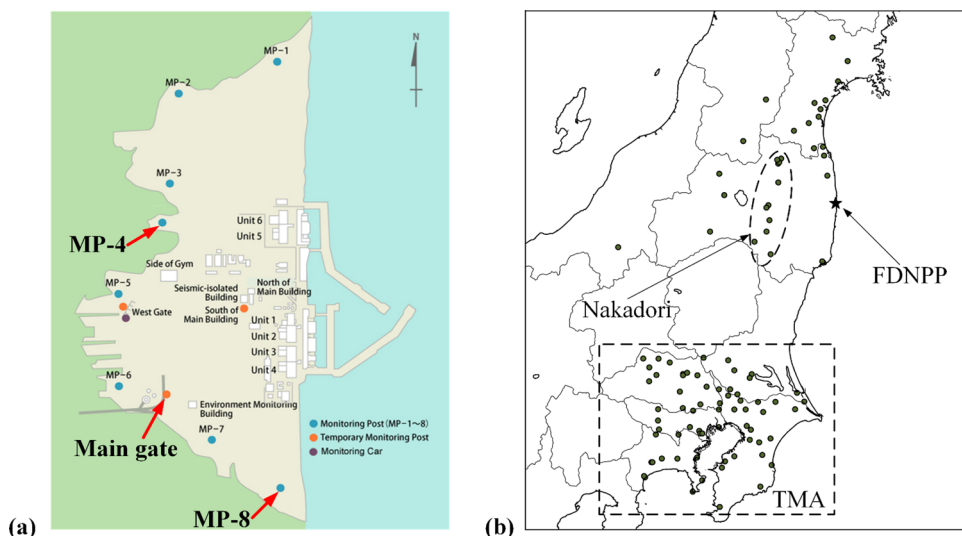 N
MP-1
MP-2
MP-3
MP-4
Unit 6
Unit 5
Side of Gym
MP-5
Seismic-isolated
Building
North of
Main Building
West Gate
South of
Main Building
Unit 1
Unit 2
Unit 3
Unit 4
MP-6
Environment Monitoring
Building
Main gate
MP-7
Monitoring Post (MP-1~8)
Temporary Monitoring Post
Monitoring Car
MP-8
(a)
FDNPP
Nakadori
TMA
(b)